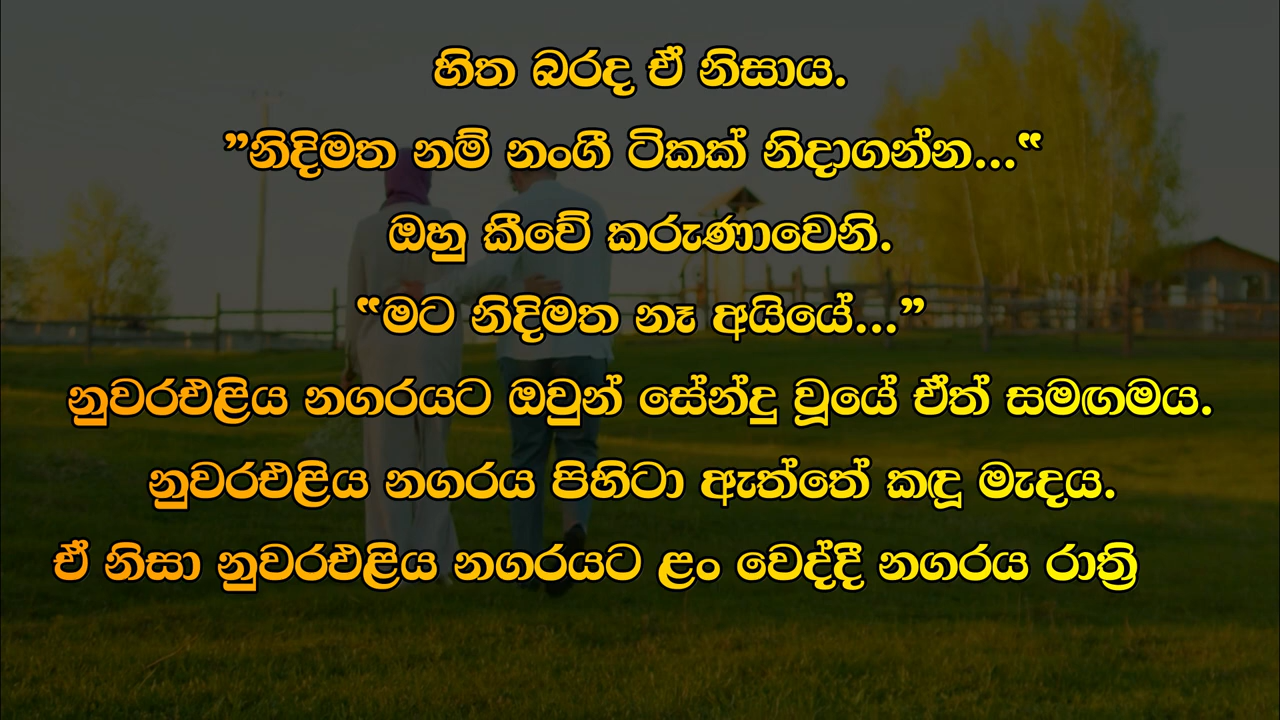 හිත බරද ඒ නිසාය.
”නිදිමත නම් නංගී ටිකක් නිදාගන්න...“
ඔහු කීවේ කරුණාවෙනි.
“මට නිදිමත නෑ අයියේ...”
නුවරඑළිය නගරයට ඔවුන් සේන්දු වූයේ ඒත් සමඟමය.
නුවරඑළිය නගරය පිහිටා ඇත්තේ කඳු මැදය.
ඒ නිසා නුවරඑළිය නගරයට ළං වෙද්දී නගරය රාත්‍රි